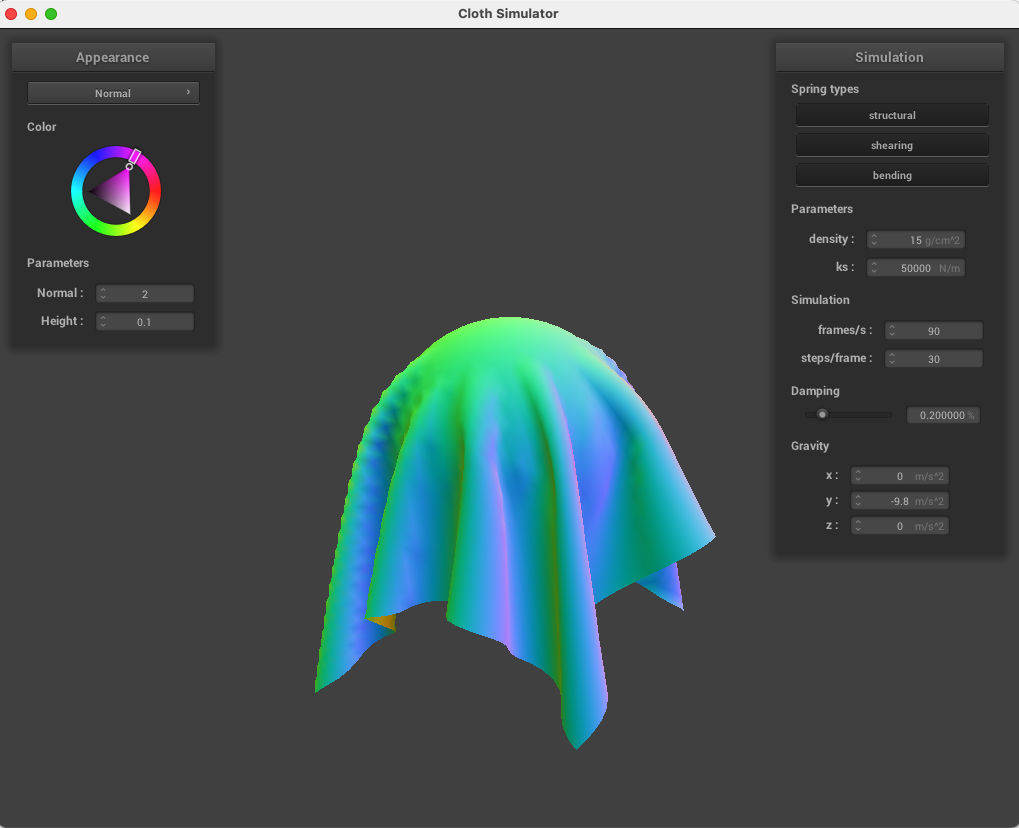 Cloth Simulator
Appearance
Normal
Color
Parameters
Normal : 2
Height : 0.1
Simulation
Spring types
structural
shearing
bending
Parameters
density : 15 g/cm^2
ks : 50000 N/m
Simulation
frames/s : 90
steps/frame : 30
Damping
0.200000 %
Gravity
x : 0 m/s^2
y : -9.8 m/s^2
z : 0 m/s^2